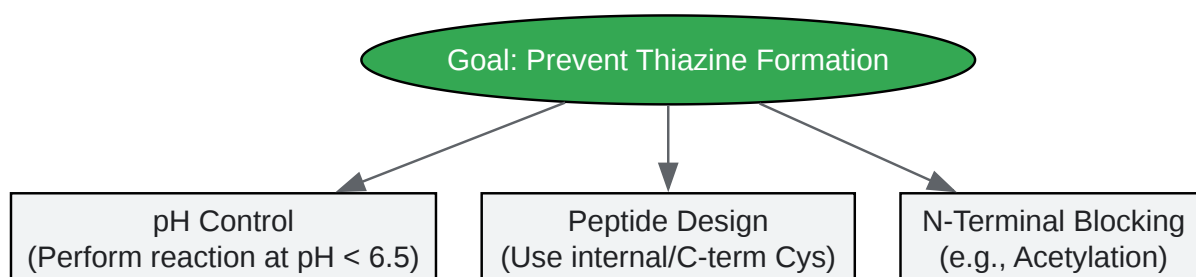 Goal: Prevent Thiazine Formation
pH Control
(Perform reaction at pH < 6.5)
Peptide Design
(Use internal/C-term Cys)
N-Terminal Blocking
(e.g., Acetylation)